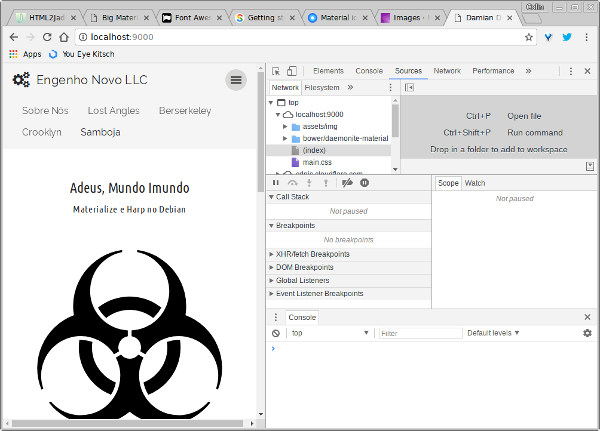 Colin
HTML2Jad
Big Materi
Font Awe
Getting st
Material ic
Images ·
Damian D
localhost:9000
Apps
You Eye Kitsch
Engenho Novo LLC
Sobre Nós Lost Angles Berserkeley
Crooklyn Samboja
Adeus, Mundo Imundo
Materialize e Harp no Debian
Elements Console Sources Network Performance »
Network Filesystem »
top
localhost:9000
assets/img
bower/daemonite-material
(index)
main.css
Ctrl+P Open file
Ctrl+Shift+P Run command
Drop in a folder to add to workspace
Call Stack
Not paused
Breakpoints
No breakpoints
XHR/fetch Breakpoints
DOM Breakpoints
Global Listeners
Event Listener Breakpoints
Scope Watch
Not paused
Console
top Filter Default levels